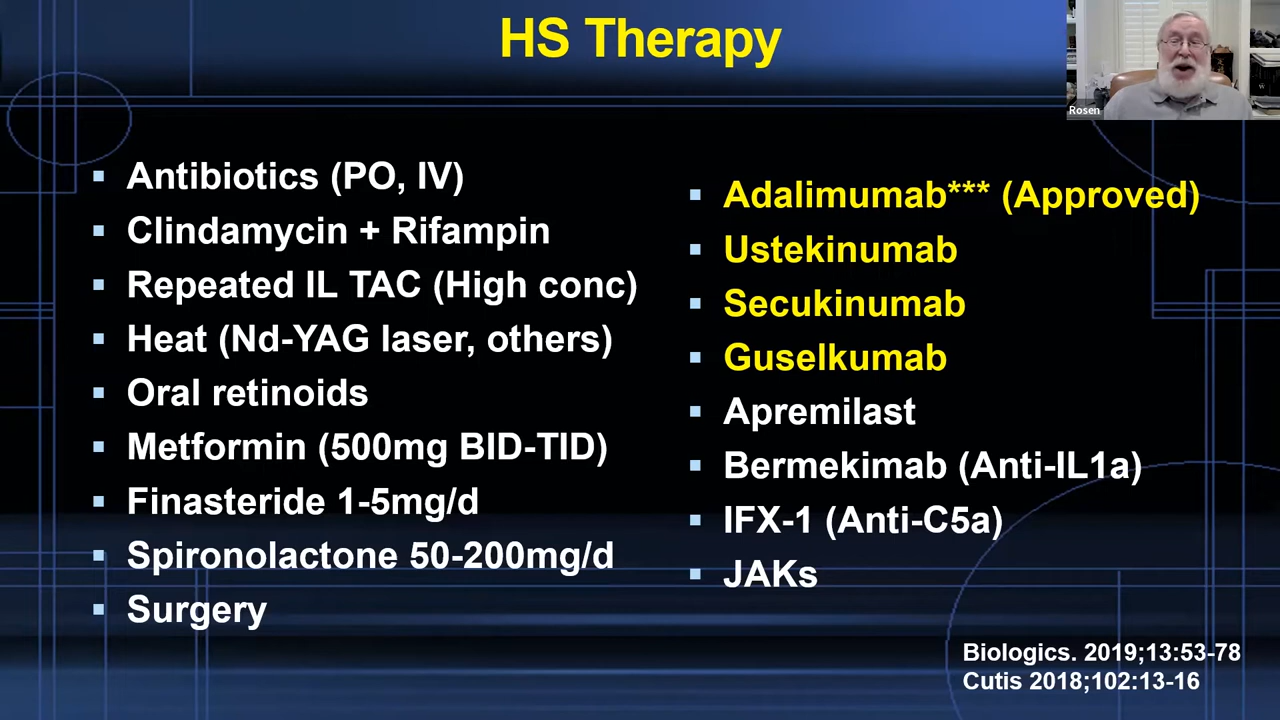 HS Therapy
Rosen
Antibiotics (PO, IV)
Clindamycin + Rifampin
Repeated IL TAC (High conc)
Heat (Nd-YAG laser, others)
Oral retinoids
Metformin (500mg BID-TID)
Finasteride 1-5mg/d
Spironolactone 50-200mg/d
Surgery
Adalimumab*** (Approved)
Ustekinumab
Secukinumab
Guselkumab
Apremilast
Bermekimab (Anti-IL1a)
IFX-1 (Anti-C5a)
JAKs
Biologics. 2019;13:53-78
Cutis 2018;102:13-16